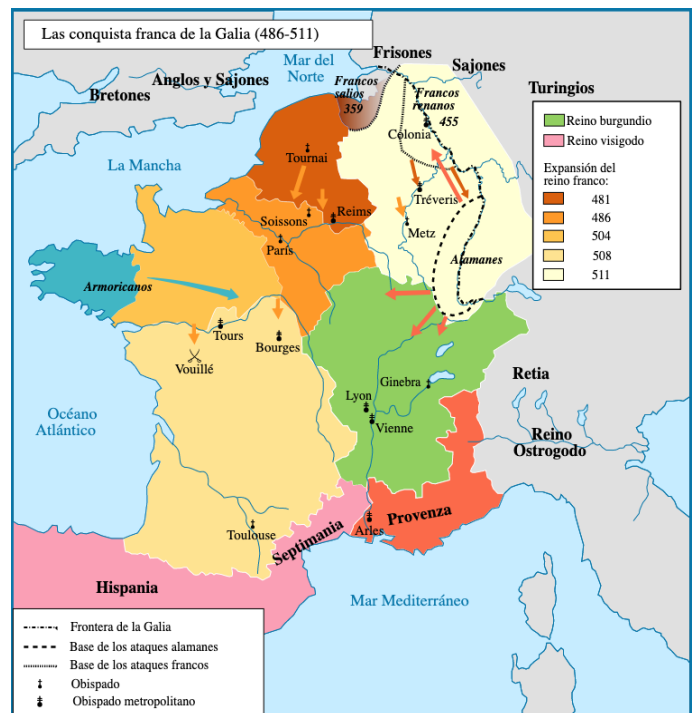 Las conquista franca de la Galia (486-511)
Mar del
Norte
Frisones
Sajones
Anglos y Sajones
Bretones
Francos
salios
359
Francos
renanos
455
Turingios
Colonia
Reino burgundio
Reino visigodo
Expansión del
reino franco:
481
486
504
508
511
La Mancha
Tournai
Tréveris
Soissons
Reims
Metz
París
Alamanes
Armoricanos
Tours
Bourges
Vouillé
Ginebra
Retia
Lyon
Vienne
Océano
Atlántico
Reino
Ostrogodo
Toulouse
Septimania
Provenza
Arles
Hispania
Mar Mediterráneo
Frontera de la Galia
Base de los ataques alamanes
Base de los ataques francos
Obispado
Obispado metropolitano